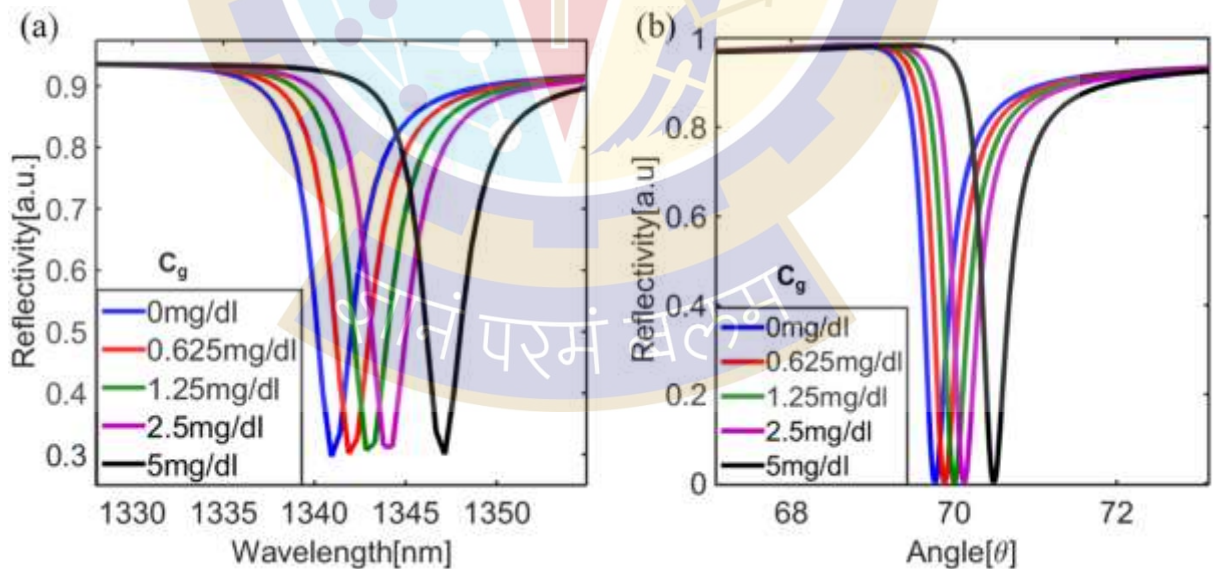 (a)
Reflectivity[a.u.]
0.9
0.8
0.7
0.6
0.5
0.4
0.3
C_g
0mg/dl
0.625mg/dl
1.25mg/dl
2.5mg/dl
5mg/dl
1330 1335 1340 1345 1350
Wavelength[nm]
(b)
Reflectivity[a.u]
1
0.8
0.6
0.4
0.2
0
C_g
0mg/dl
0.625mg/dl
1.25mg/dl
2.5mg/dl
5mg/dl
68 70 72
Angle[θ]
ज्ञानं परमं बलम्